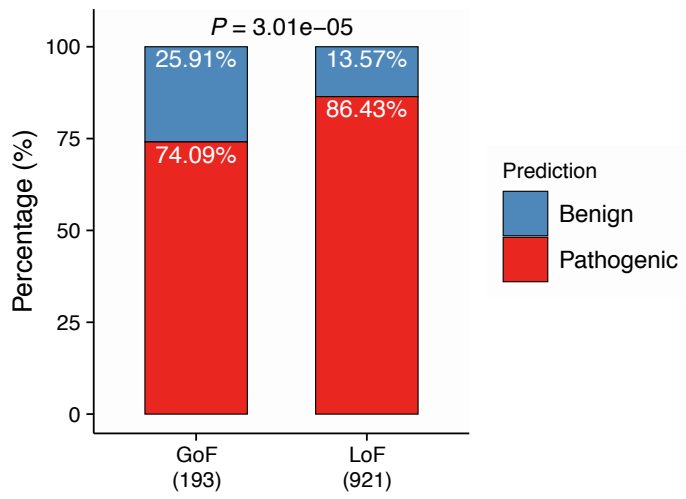 P = 3.01e−05
100
75
50
25
0
Percentage (%)
25.91%
13.57%
74.09%
86.43%
GoF
(193)
LoF
(921)
Prediction
Benign
Pathogenic